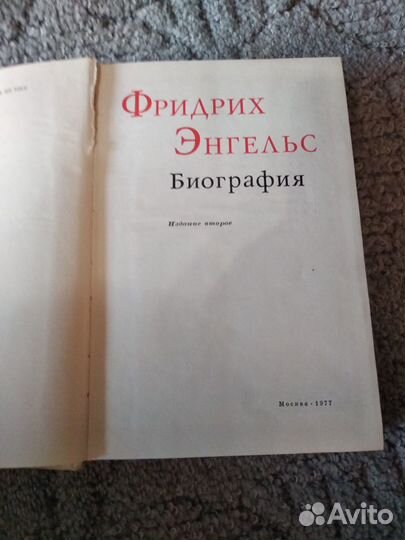 Фридрих
Энгельс
Биография
Издание второе
Москва · 1977
Avito